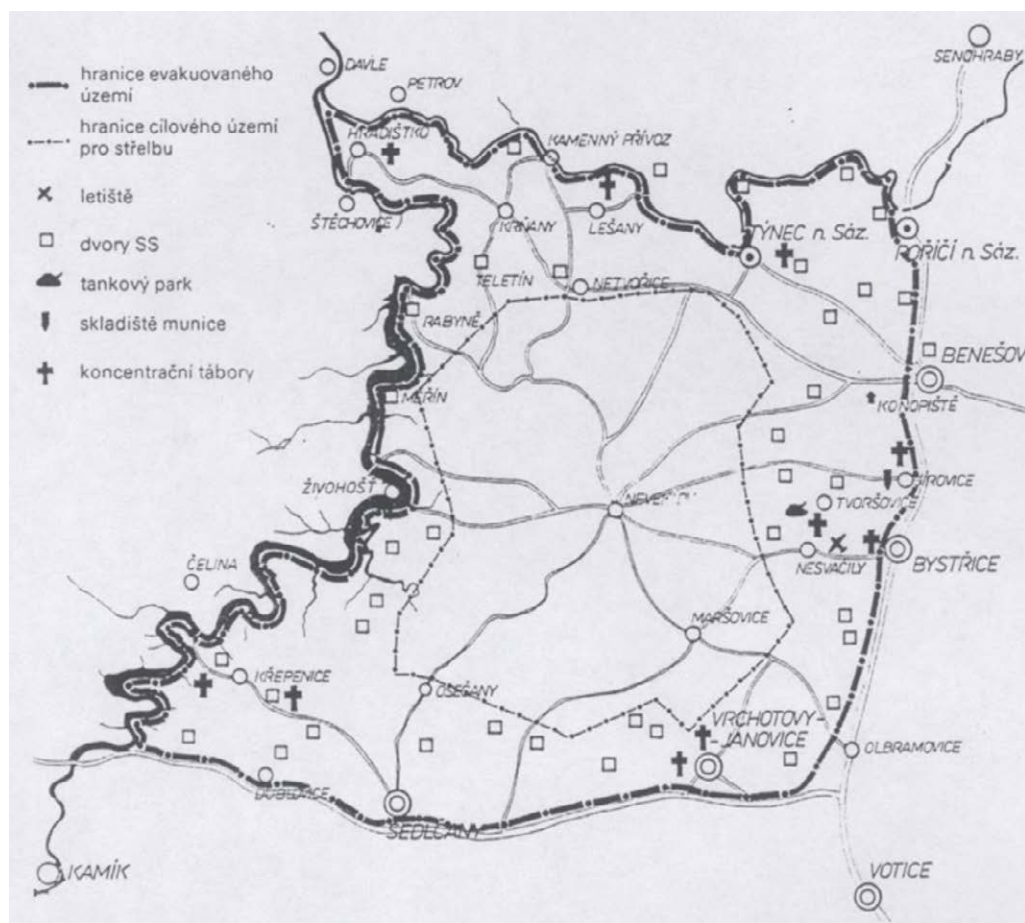 hranice evakuovaného
území
hranice cílového území
pro střelbu
letiště
dvory SS
tankový park
skladiště munice
koncentrační tábory
DAVLE
PETROV
SENOHRABY
HRADIŠTKO
KAMENNÝ PŘÍVOZ
ŠTĚCHOVICE
KRŇANY
LEŠANY
TÝNEC n. Sáz.
POŘÍČÍ n. Sáz.
TELETÍN
NETVOŘICE
RABYNĚ
BENEŠOV
MĚŘÍN
KONOPIŠTĚ
ŽIVOHOŠŤ
TVORŠOVICE
ČELINA
NESVAČILY
BYSTŘICE
MARŠOVICE
KŘEPENICE
OSEČANY
VRCHOTOVY-
-JANOVICE
OLBRAMOVICE
SEDLČANY
KAMÍK
VOTICE